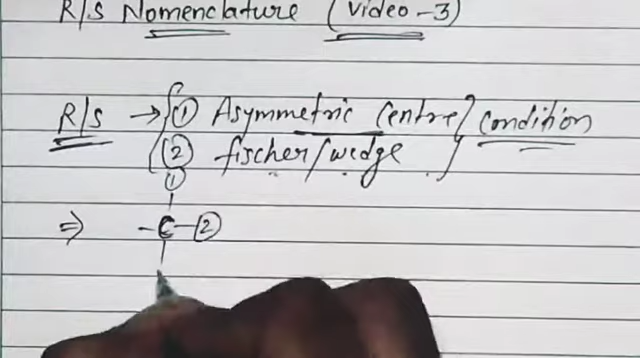 R/S Nomenclature (Video-3)
R/S → ① Asymmetric Centre condition
② fischer/wedge
①
⇒ -C-②